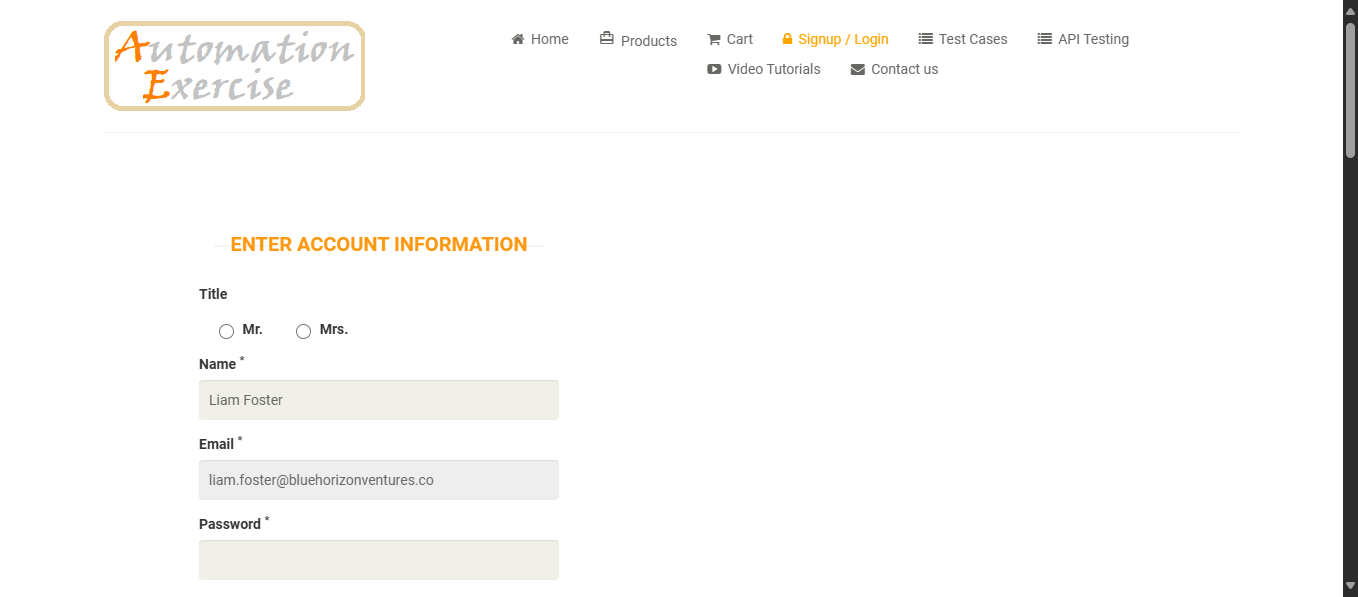 Automation
Exercise
Home Products Cart Signup / Login Test Cases API Testing
Video Tutorials Contact us
ENTER ACCOUNT INFORMATION
Title
Mr. Mrs.
Name *
Liam Foster
Email *
liam.foster@bluehorizonventures.co
Password *